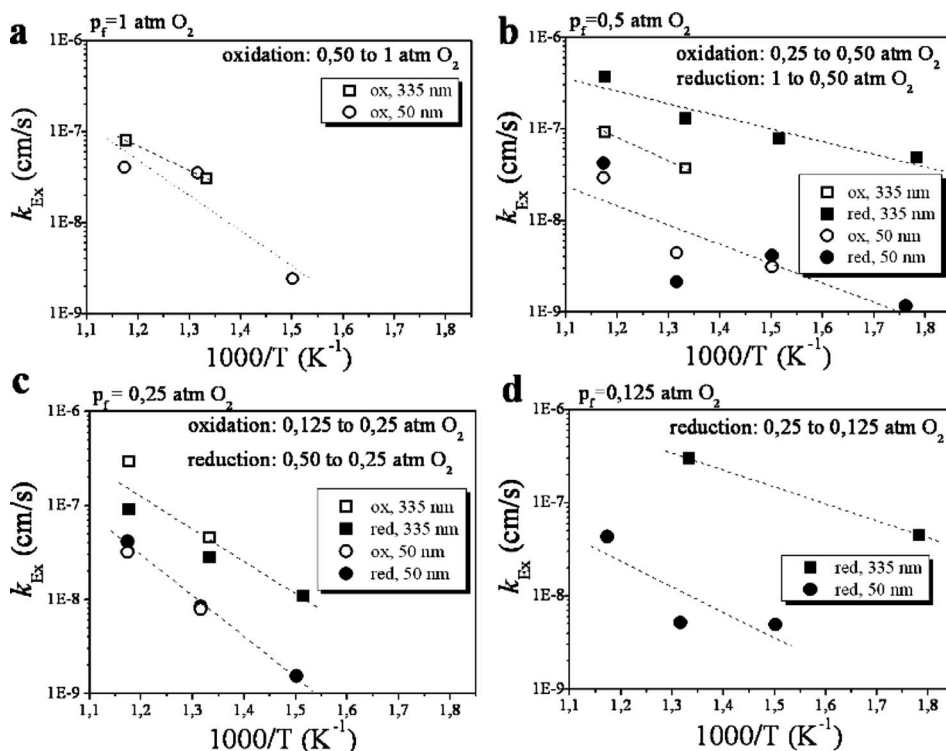 a
p_f=1 atm O_2
oxidation: 0,50 to 1 atm O_2
ox, 335 nm
ox, 50 nm
k_Ex (cm/s)
1E-6
1E-7
1E-8
1E-9
1,1 1,2 1,3 1,4 1,5 1,6 1,7 1,8
1000/T (K^-1)
b
p_f=0,5 atm O_2
oxidation: 0,25 to 0,50 atm O_2
reduction: 1 to 0,50 atm O_2
ox, 335 nm
red, 335 nm
ox, 50 nm
red, 50 nm
k_Ex (cm/s)
1E-6
1E-7
1E-8
1E-9
1,1 1,2 1,3 1,4 1,5 1,6 1,7 1,8
1000/T (K^-1)
c
p_f= 0,25 atm O_2
oxidation: 0,125 to 0,25 atm O_2
reduction: 0,50 to 0,25 atm O_2
ox, 335 nm
red, 335 nm
ox, 50 nm
red, 50 nm
k_Ex (cm/s)
1E-6
1E-7
1E-8
1E-9
1,1 1,2 1,3 1,4 1,5 1,6 1,7 1,8
1000/T (K^-1)
d
p_f=0,125 atm O_2
reduction: 0,25 to 0,125 atm O_2
red, 335 nm
red, 50 nm
k_Ex (cm/s)
1E-6
1E-7
1E-8
1E-9
1,1 1,2 1,3 1,4 1,5 1,6 1,7 1,8
1000/T (K^-1)